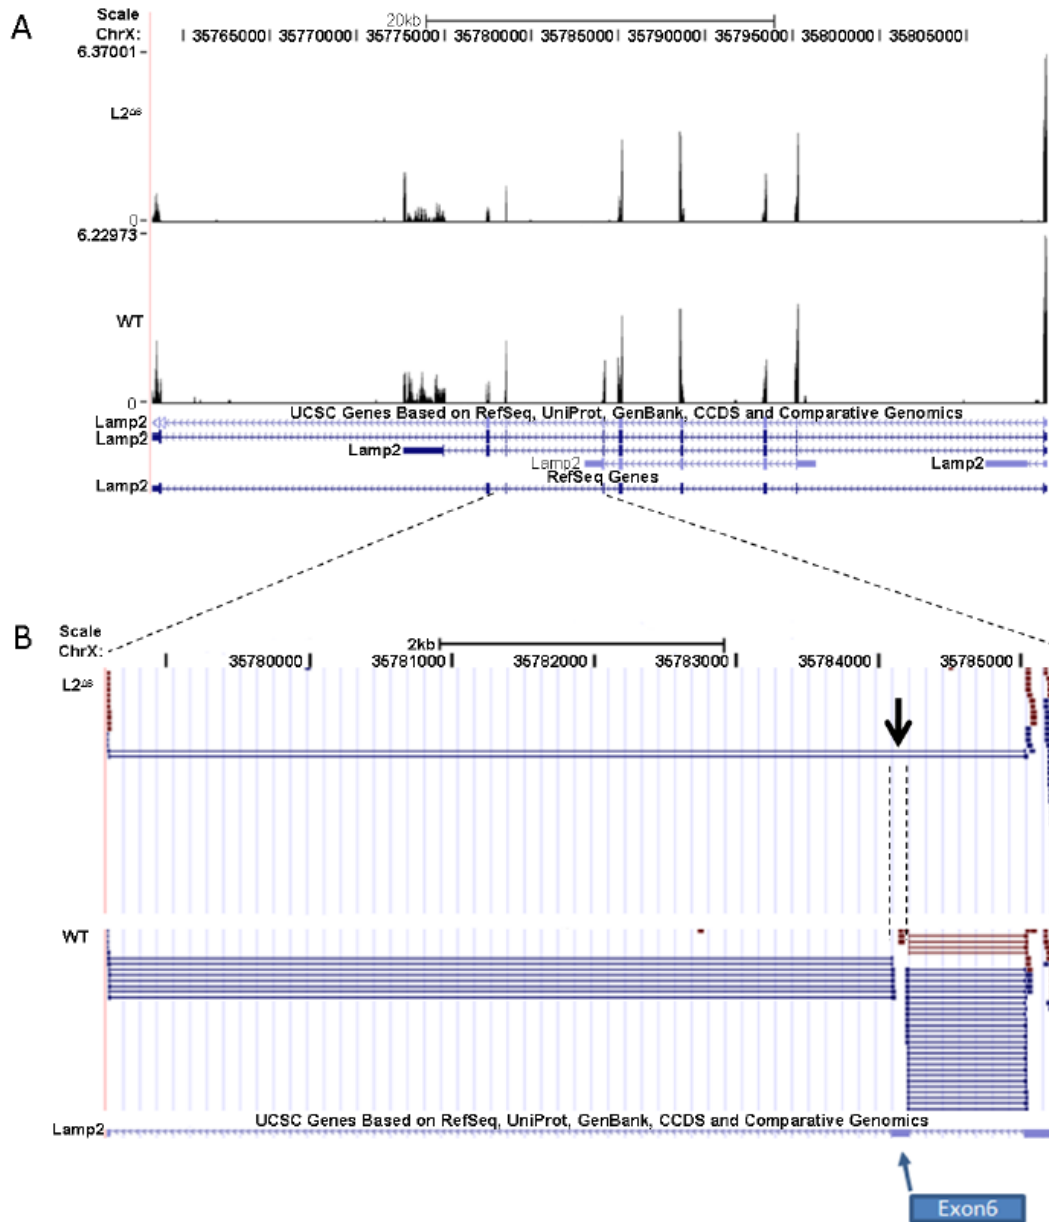 A
Scale
20kb
ChrX:
35765000 35770000 35775000 35780000 35785000 35790000 35795000 35800000 35805000
6.37001
L2Δ6
0
6.22973
WT
0
UCSC Genes Based on RefSeq, UniProt, GenBank, CCDS and Comparative Genomics
Lamp2
Lamp2
Lamp2
Lamp2
Lamp2
RefSeq Genes
Lamp2
B
Scale
2kb
ChrX:
35780000 35781000 35782000 35783000 35784000 35785000
L2Δ6
WT
UCSC Genes Based on RefSeq, UniProt, GenBank, CCDS and Comparative Genomics
Lamp2
Exon6